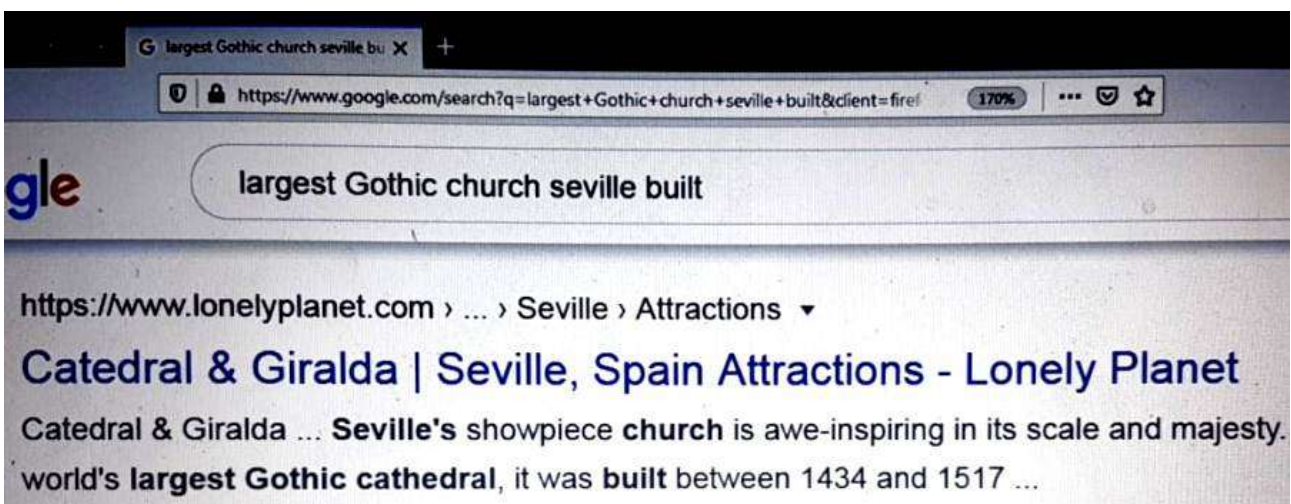 G largest Gothic church seville bu X +
https://www.google.com/search?q=largest+Gothic+church+seville+built&client=firef 170% ...
gle largest Gothic church seville built
https://www.lonelyplanet.com › ... › Seville › Attractions
Catedral & Giralda | Seville, Spain Attractions - Lonely Planet
Catedral & Giralda ... Seville's showpiece church is awe-inspiring in its scale and majesty.
world's largest Gothic cathedral, it was built between 1434 and 1517 ...